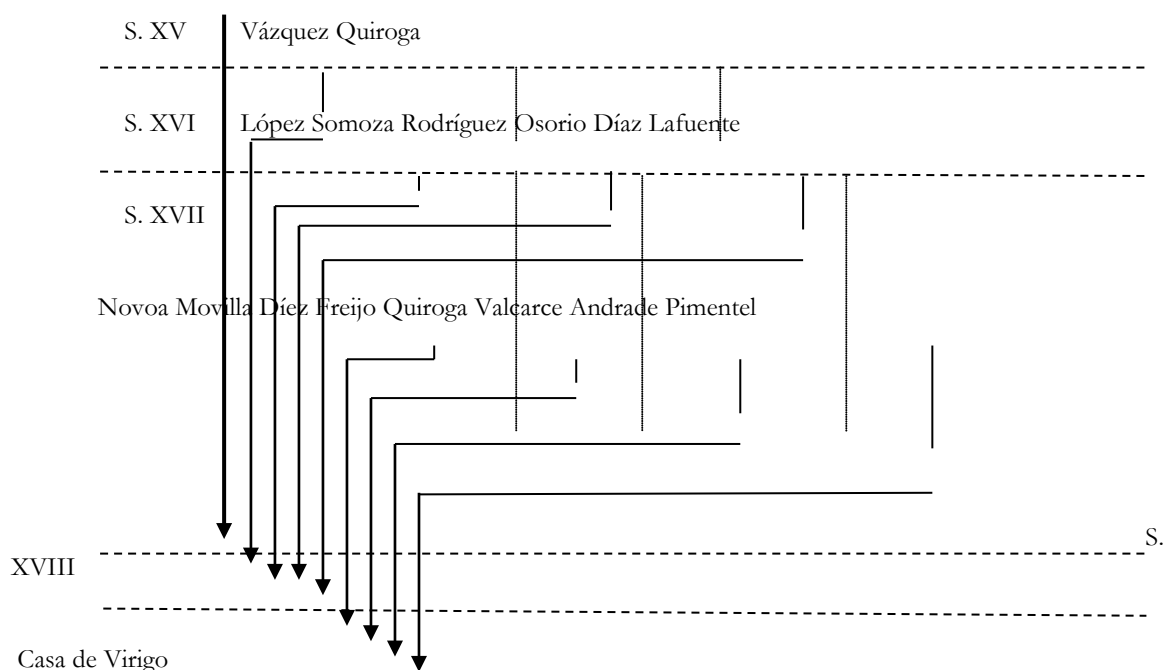 S. XV Vázquez Quiroga
S. XVI López Somoza Rodríguez Osorio Díaz Lafuente
S. XVII
Novoa Movilla Díez Freijo Quiroga Valcarce Andrade Pimentel
S.
XVIII
Casa de Virigo